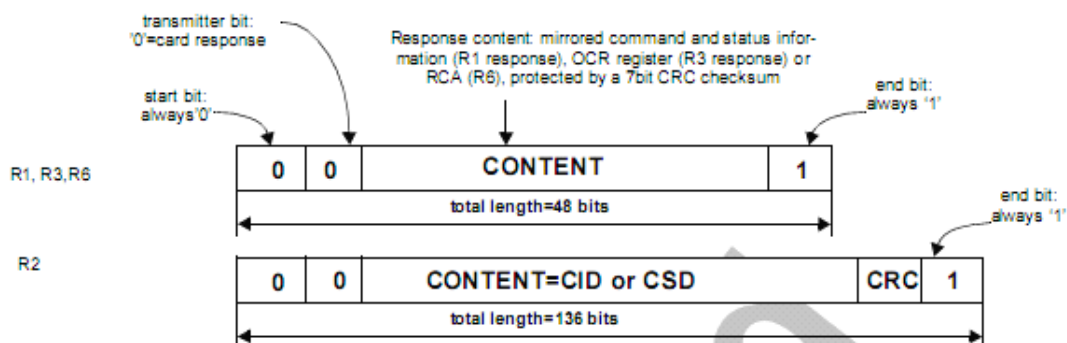 transmitter bit:
'0'=card response
Response content: mirrored command and status infor-
mation (R1 response), OCR register (R3 response) or
RCA (R6), protected by a 7bit CRC checksum
start bit:
always'0'
end bit:
always '1'
R1, R3,R6
0 0 CONTENT 1
total length=48 bits
end bit:
always '1'
R2
0 0 CONTENT=CID or CSD CRC 1
total length=136 bits